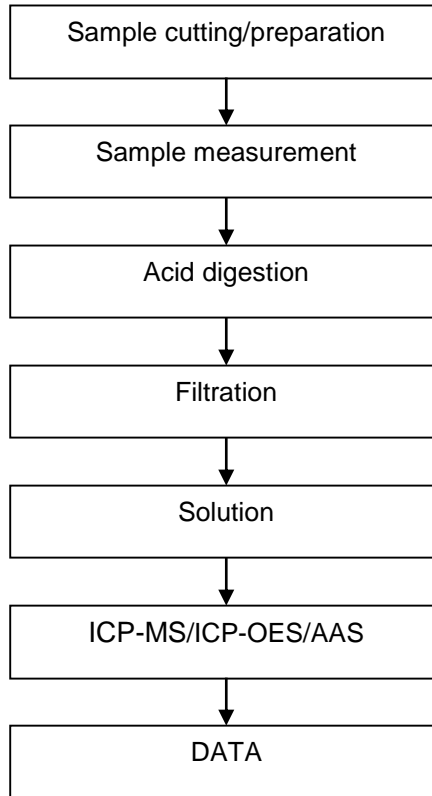 Sample cutting/preparation
Sample measurement
Acid digestion
Filtration
Solution
ICP-MS/ICP-OES/AAS
DATA